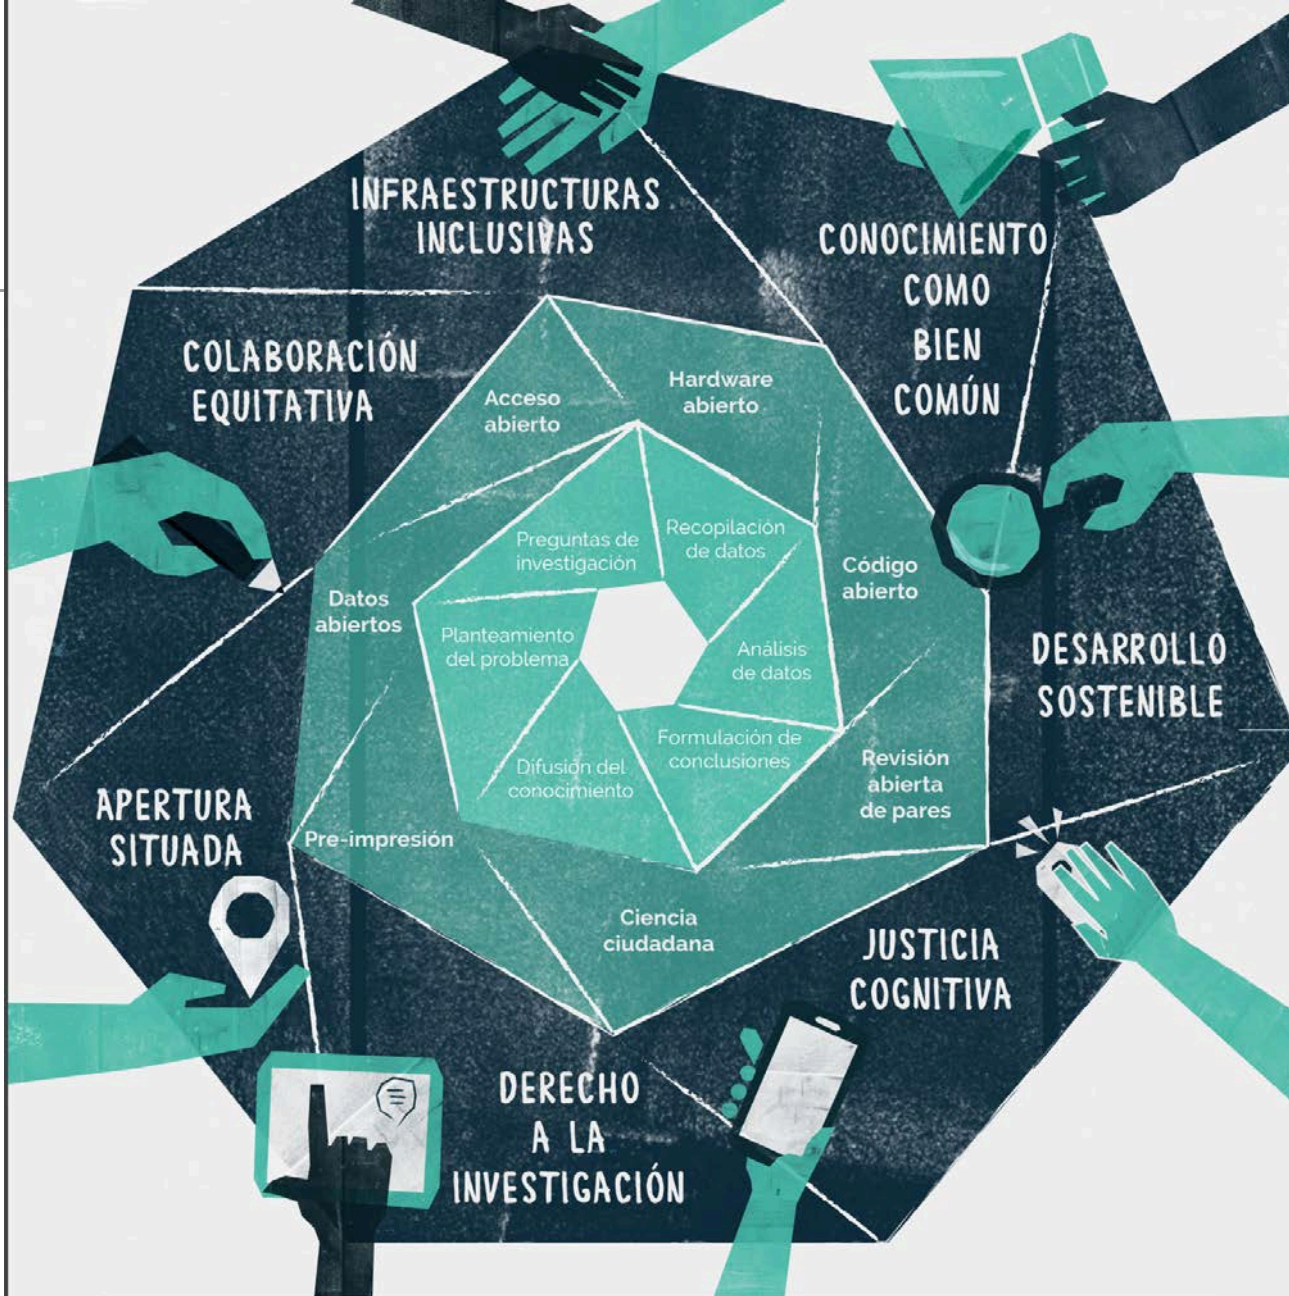 INFRAESTRUCTURAS
INCLUSIVAS
CONOCIMIENTO
COMO
BIEN
COMÚN
COLABORACIÓN
EQUITATIVA
Acceso
abierto
Hardware
abierto
Preguntas de
investigación
Recopilación
de datos
Código
abierto
Datos
abiertos
Planteamiento
del problema
Análisis
de datos
DESARROLLO
SOSTENIBLE
Formulación de
conclusiones
Difusión del
conocimiento
Revisión
abierta
de pares
APERTURA
SITUADA
Pre-impresión
Ciencia
ciudadana
JUSTICIA
COGNITIVA
DERECHO
A LA
INVESTIGACIÓN